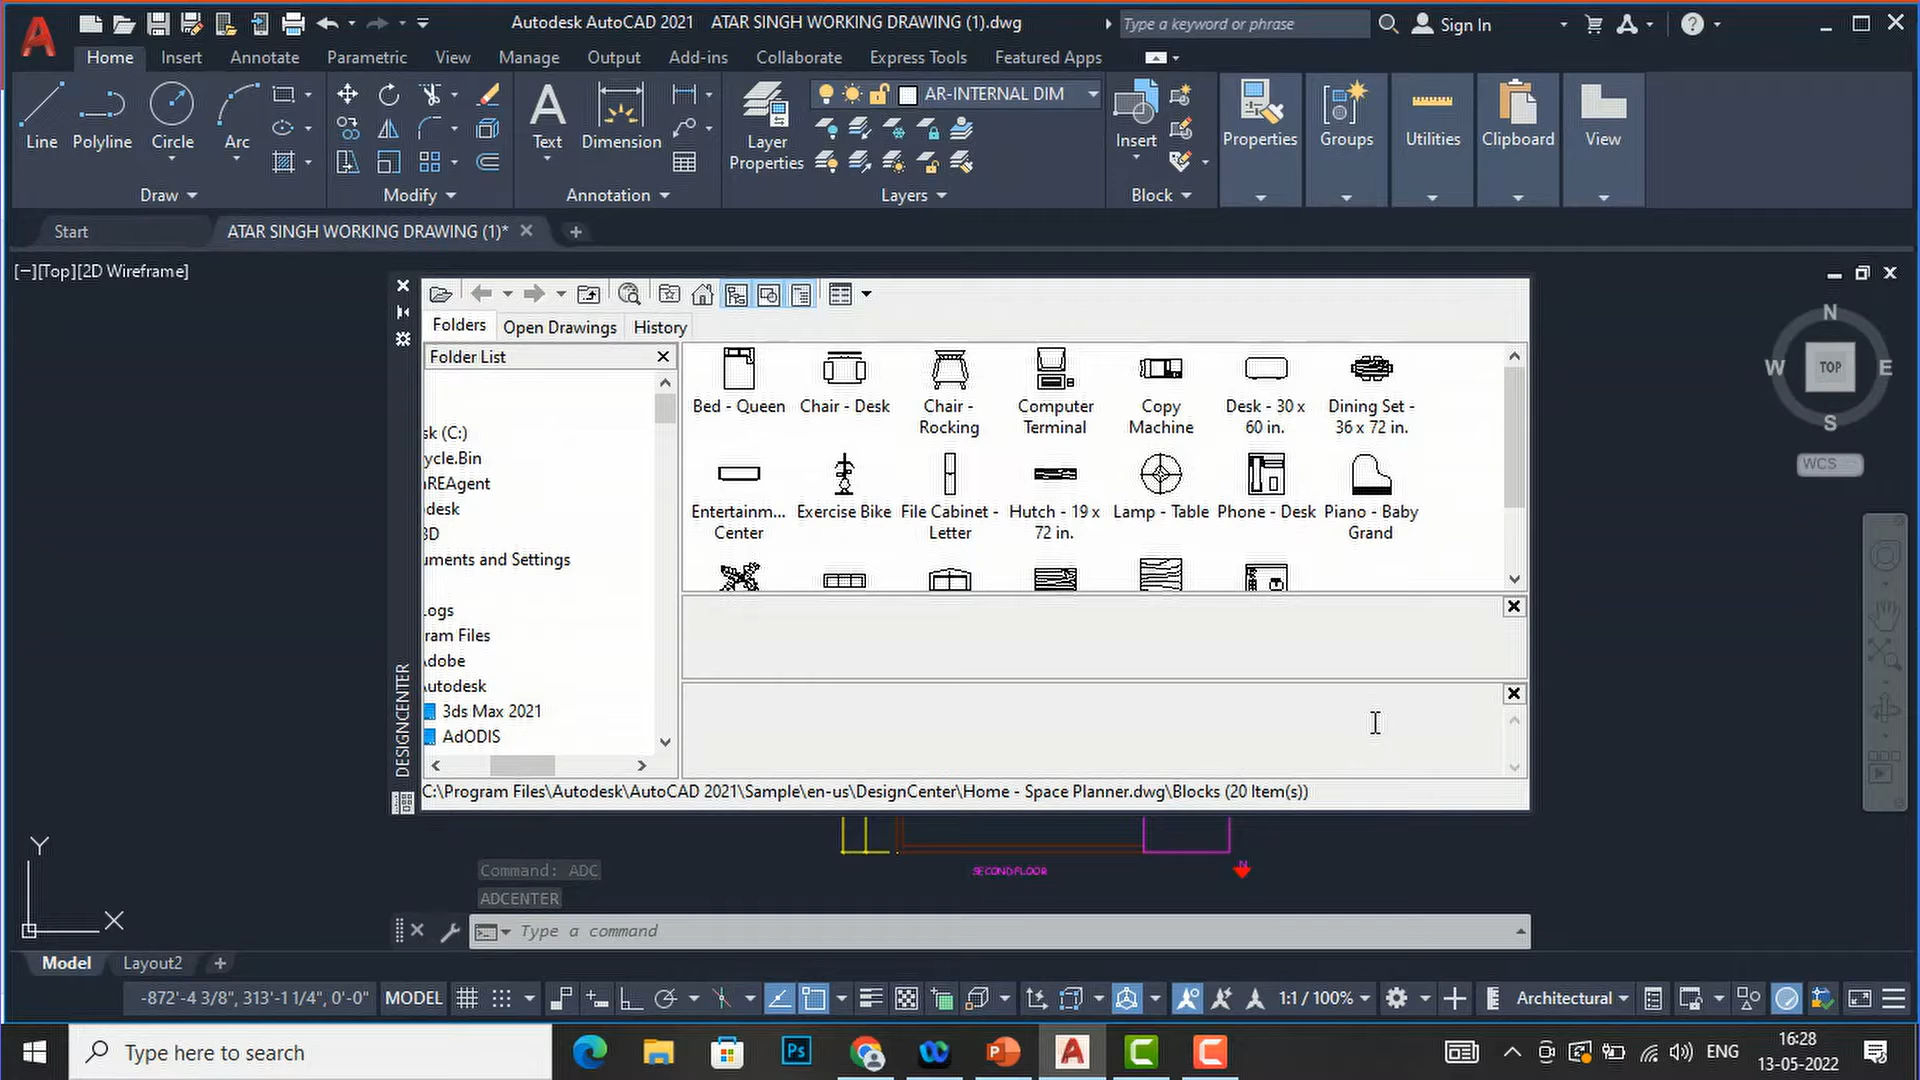 Autodesk AutoCAD 2021 ATAR SINGH WORKING DRAWING (1).dwg
Type a keyword or phrase
Sign In
Home Insert Annotate Parametric View Manage Output Add-ins Collaborate Express Tools Featured Apps
AR-INTERNAL DIM
Line Polyline Circle Arc Text Dimension Layer Properties Insert Properties Groups Utilities Clipboard View
Draw Modify Annotation Layers Block
Start ATAR SINGH WORKING DRAWING (1)*
[−][Top][2D Wireframe]
Folders Open Drawings History
Folder List
sk (C:)
ycle.Bin
nREAgent
odesk
3D
uments and Settings
ogs
ram Files
Adobe
Autodesk
3ds Max 2021
AdODIS
Bed - Queen
Chair - Desk
Chair - Rocking
Computer Terminal
Copy Machine
Desk - 30 x 60 in.
Dining Set - 36 x 72 in.
Entertainm... Center
Exercise Bike
File Cabinet - Letter
Hutch - 19 x 72 in.
Lamp - Table
Phone - Desk
Piano - Baby Grand
DESIGNCENTER
C:\Program Files\Autodesk\AutoCAD 2021\Sample\en-us\DesignCenter\Home - Space Planner.dwg\Blocks (20 Item(s))
N
W TOP E
S
WCS
SECOND FLOOR
N
Y
X
Command: ADC
ADCENTER
Type a command
Model Layout2
-872'-4 3/8", 313'-1 1/4", 0'-0" MODEL 1:1 / 100% Architectural
Type here to search
Ps
ENG
16:28
13-05-2022